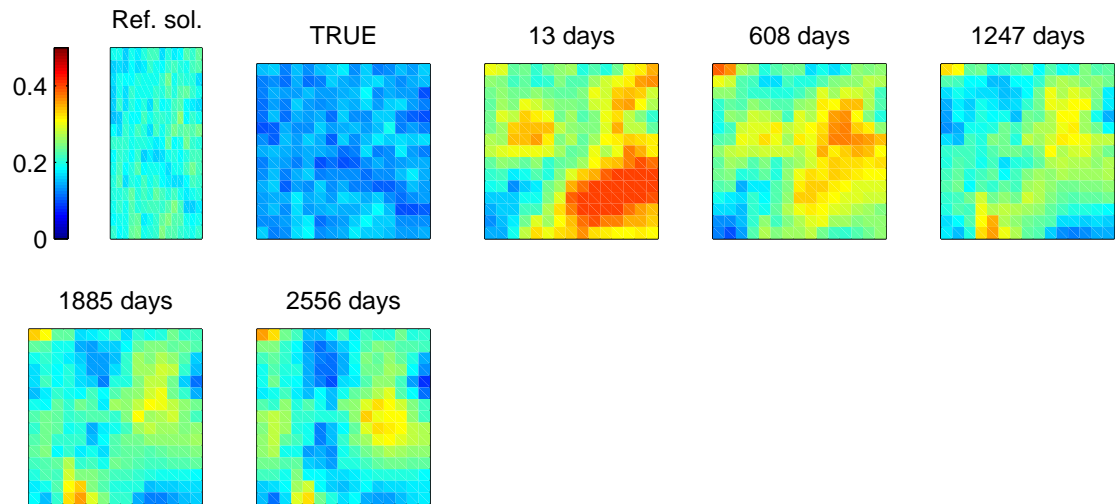 Ref. sol.
TRUE
13 days
608 days
1247 days
0.4
0.2
0
1885 days
2556 days